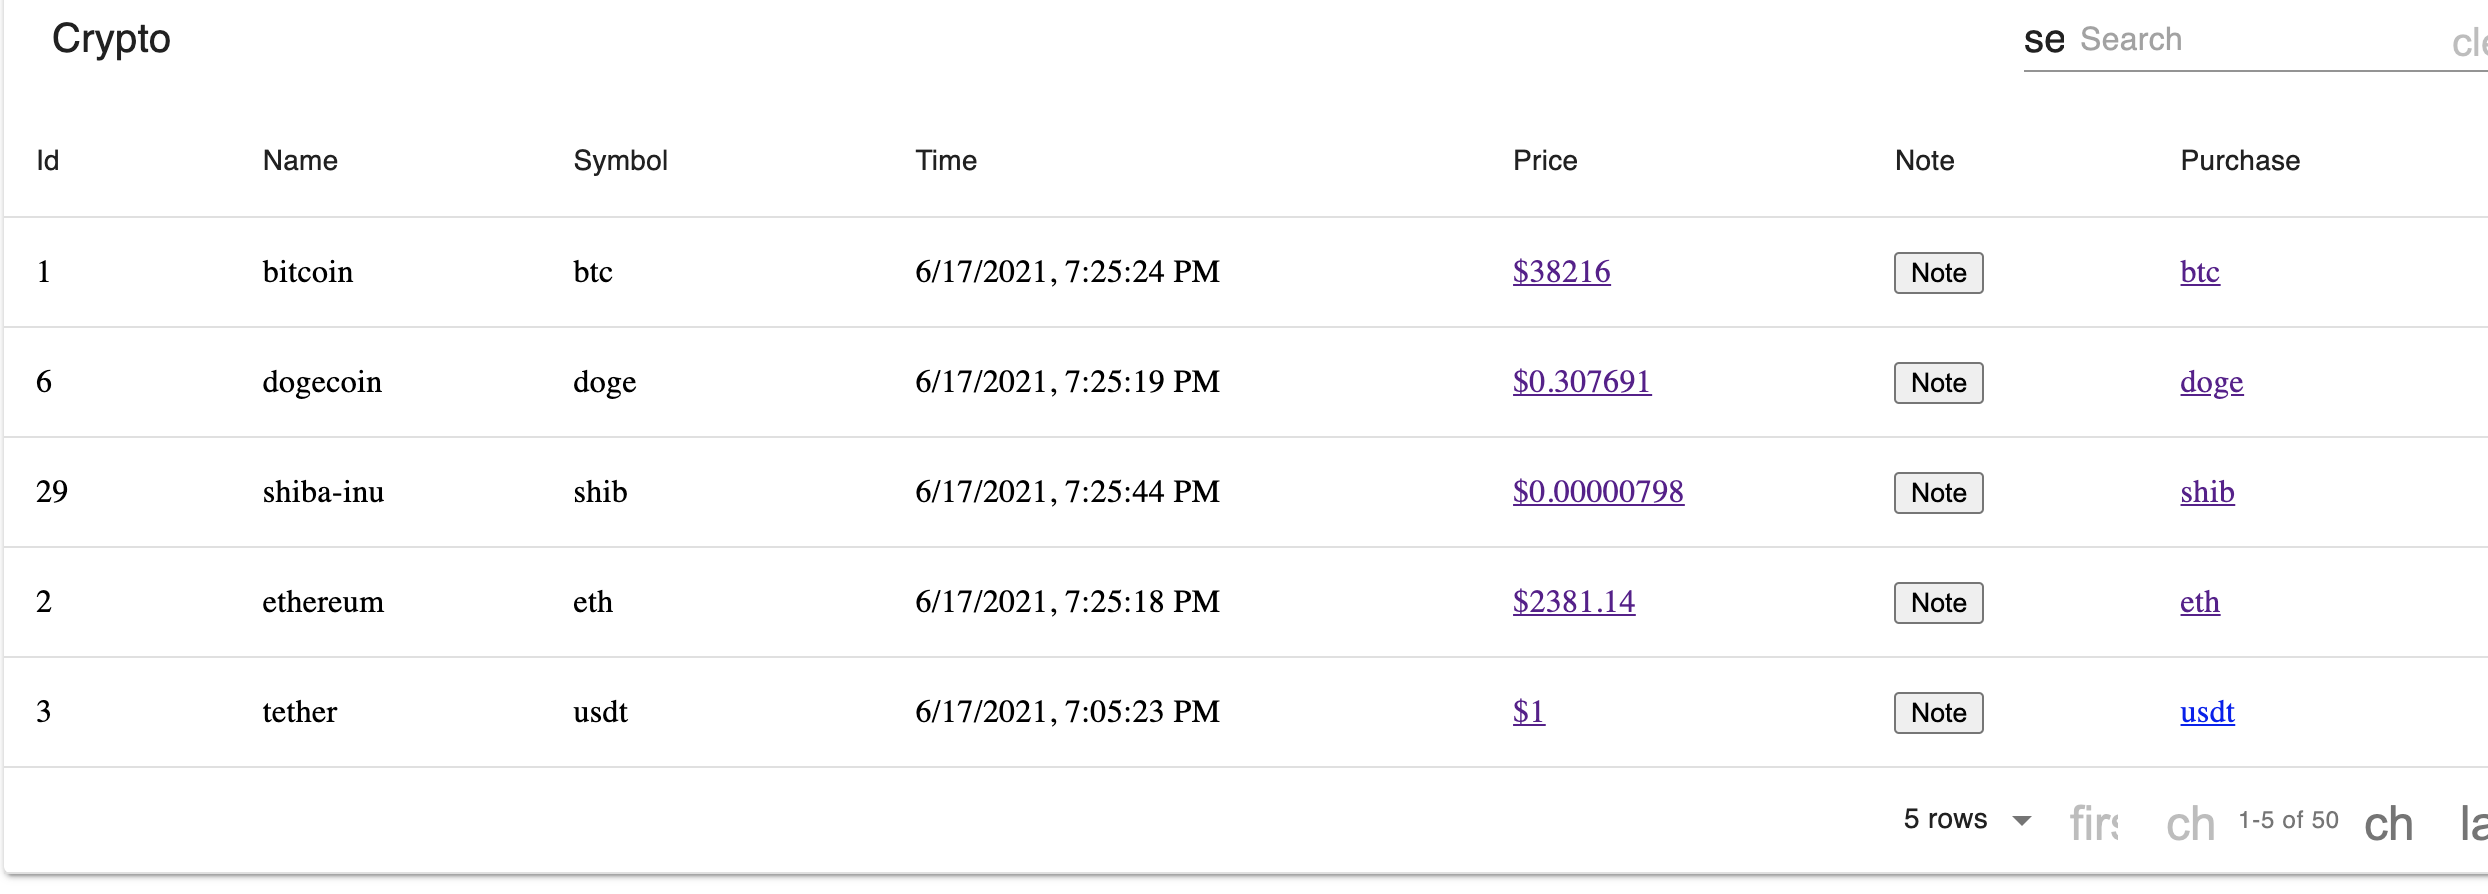 Crypto se Search cle
Id Name Symbol Time Price Note Purchase
1 bitcoin btc 6/17/2021, 7:25:24 PM $38216 Note btc
6 dogecoin doge 6/17/2021, 7:25:19 PM $0.307691 Note doge
29 shiba-inu shib 6/17/2021, 7:25:44 PM $0.00000798 Note shib
2 ethereum eth 6/17/2021, 7:25:18 PM $2381.14 Note eth
3 tether usdt 6/17/2021, 7:05:23 PM $1 Note usdt
5 rows firs ch 1-5 of 50 ch la